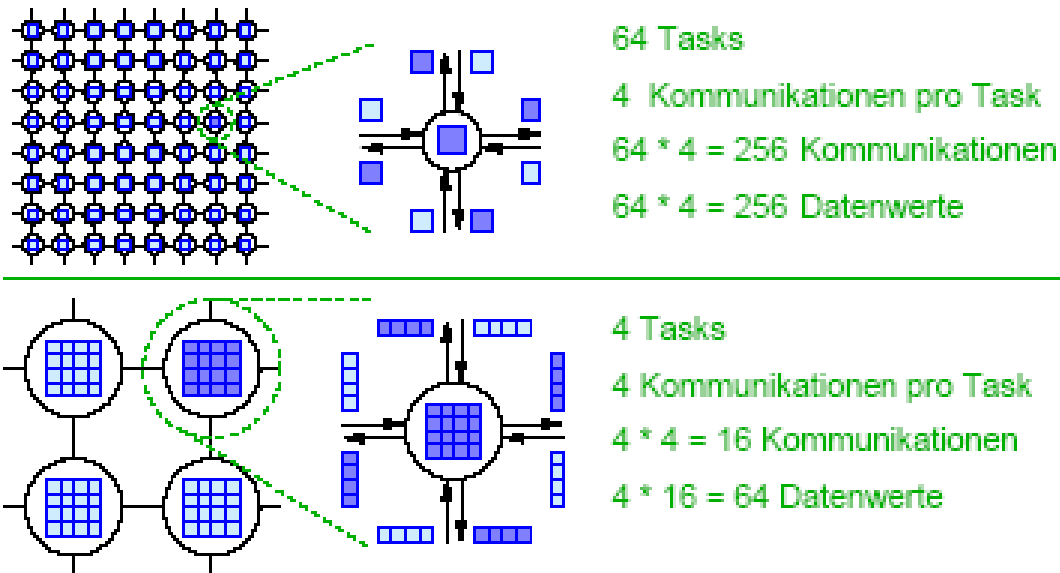 64 Tasks
4 Kommunikationen pro Task
64 * 4 = 256 Kommunikationen
64 * 4 = 256 Datenwerte
4 Tasks
4 Kommunikationen pro Task
4 * 4 = 16 Kommunikationen
4 * 16 = 64 Datenwerte